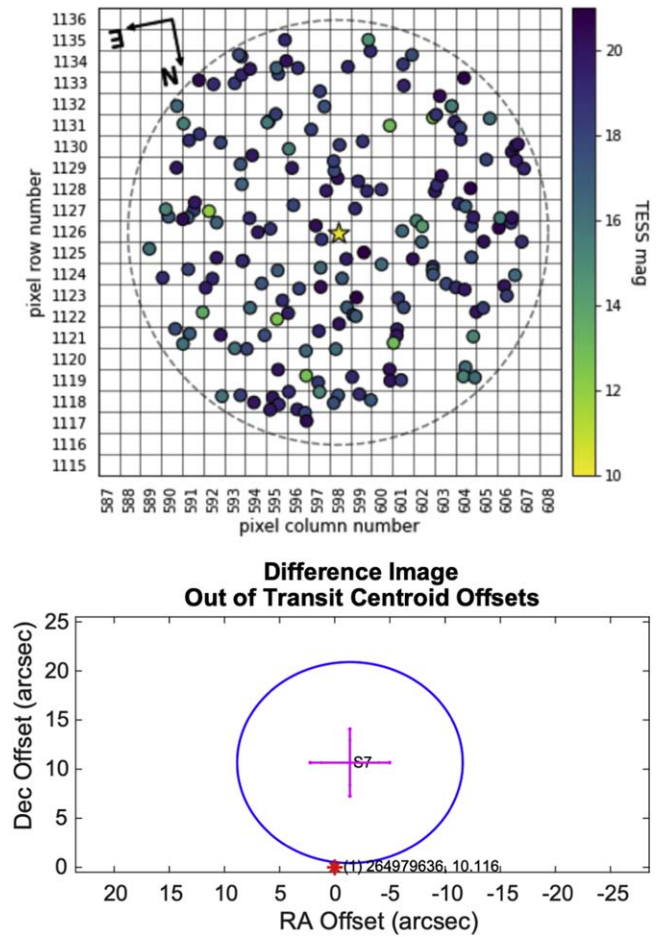 1136
1135
1134
1133
1132
1131
1130
1129
1128
1127
1126
1125
1124
1123
1122
1121
1120
1119
1118
1117
1116
1115
pixel row number
E
N
587 588 589 590 591 592 593 594 595 596 597 598 599 600 601 602 603 604 605 606 607 608
pixel column number
20
18
16
14
12
10
TESS mag
Difference Image
Out of Transit Centroid Offsets
25
20
15
10
5
0
Dec Offset (arcsec)
S7
(1) 264979636, 10.116
20 15 10 5 0 -5 -10 -15 -20 -25
RA Offset (arcsec)